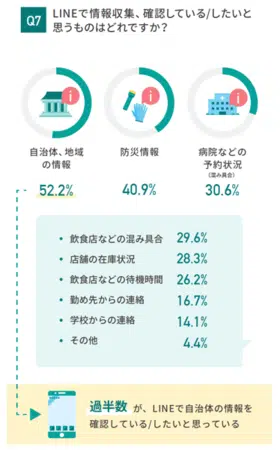 Q7
LINEで情報収集、確認している/したいと
思うものはどれですか?
自治体、地域
の情報
52.2%
防災情報
40.9%
病院などの
予約状況
(混み具合)
30.6%
• 飲食店などの混み具合 29.6%
• 店舗の在庫状況 28.3%
• 飲食店などの待機時間 26.2%
• 勤め先からの連絡 16.7%
• 学校からの連絡 14.1%
• その他 4.4%
過半数 が、LINEで自治体の情報を
確認している/したいと思っている